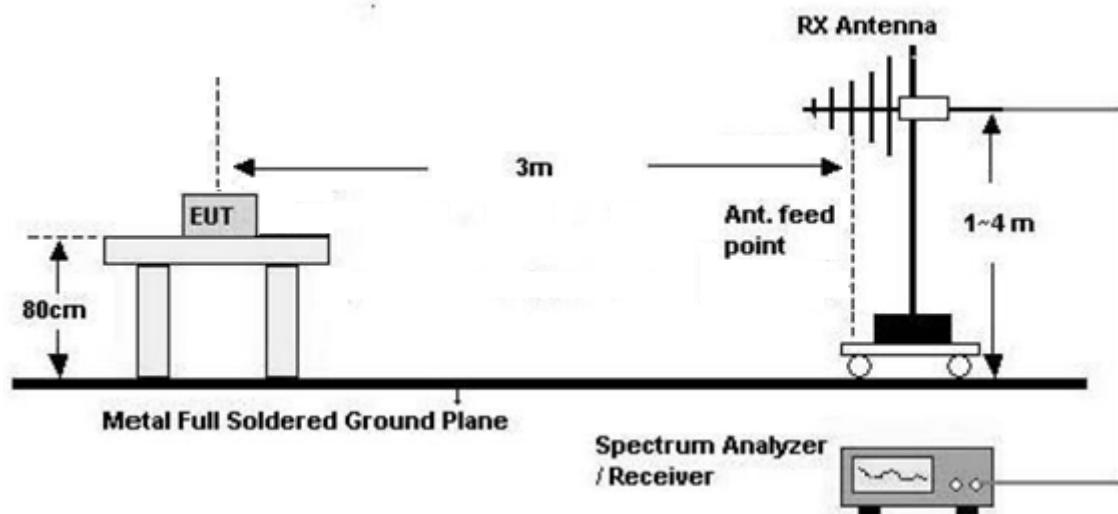 RX Antenna
3m
EUT
Ant. feed
point
1~4 m
80cm
Metal Full Soldered Ground Plane
Spectrum Analyzer
/ Receiver